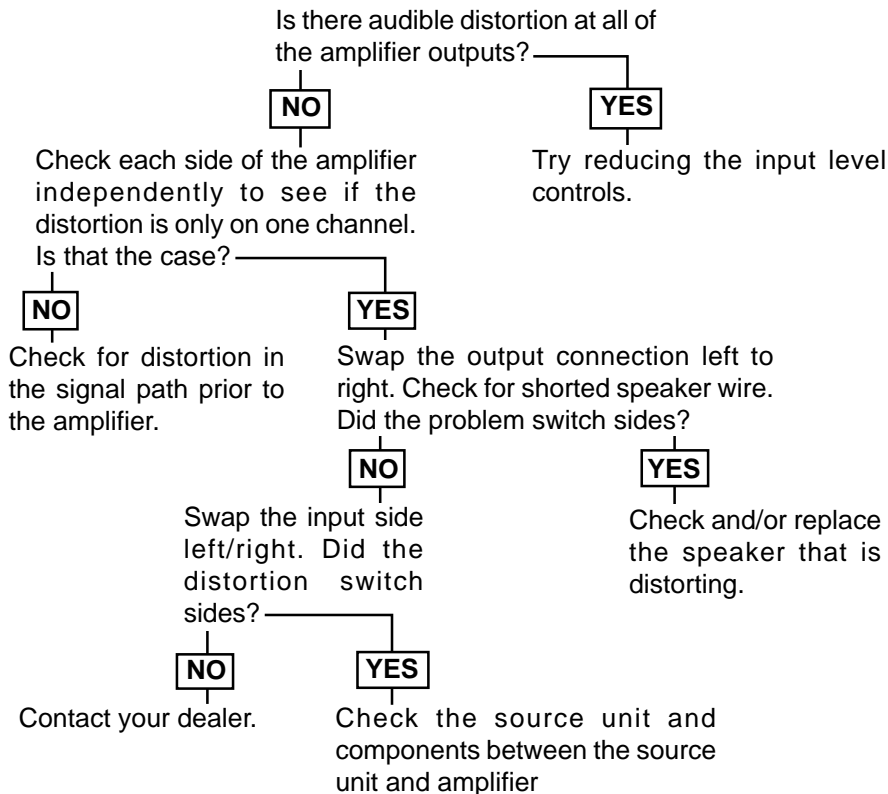 Is there audible distortion at all of
the amplifier outputs?
NO
YES
Check each side of the amplifier
independently to see if the
distortion is only on one channel.
Is that the case?
Try reducing the input level
controls.
NO
YES
Check for distortion in
the signal path prior to
the amplifier.
Swap the output connection left to
right. Check for shorted speaker wire.
Did the problem switch sides?
NO
YES
Swap the input side
left/right. Did the
distortion switch
sides?
Check and/or replace
the speaker that is
distorting.
NO
YES
Contact your dealer.
Check the source unit and
components between the source
unit and amplifier